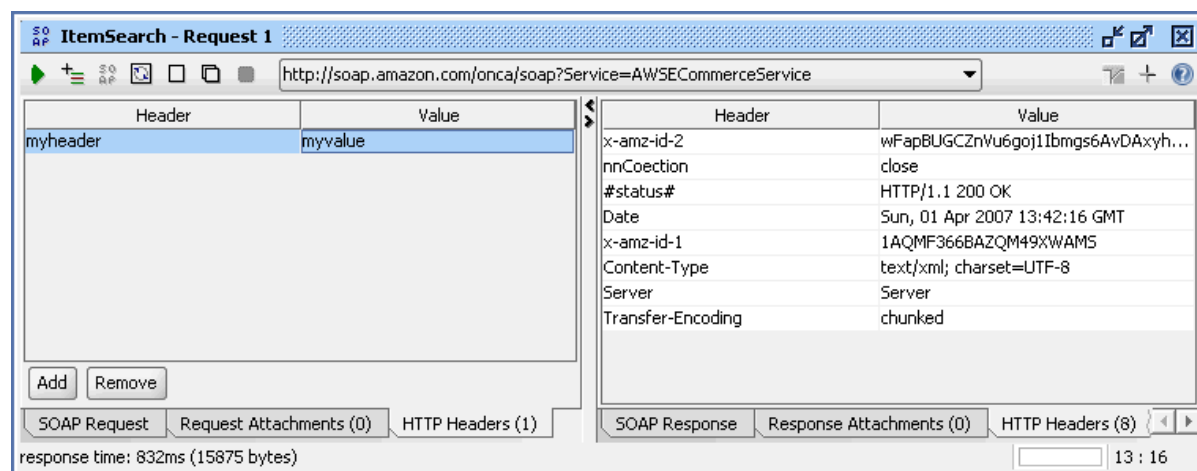 SO AP ItemSearch - Request 1
SO AP http://soap.amazon.com/onca/soap?Service=AWSECommerceService
Header Value
myheader myvalue
Add Remove
SOAP Request Request Attachments (0) HTTP Headers (1)
Header Value
x-amz-id-2 wFapBUGCZnVu6goj1Ibmgs6AvDAxyh...
nnCoection close
#status# HTTP/1.1 200 OK
Date Sun, 01 Apr 2007 13:42:16 GMT
x-amz-id-1 1AQMF366BAZQM49XWAMS
Content-Type text/xml; charset=UTF-8
Server Server
Transfer-Encoding chunked
SOAP Response Response Attachments (0) HTTP Headers (8)
response time: 832ms (15875 bytes) 13 : 16